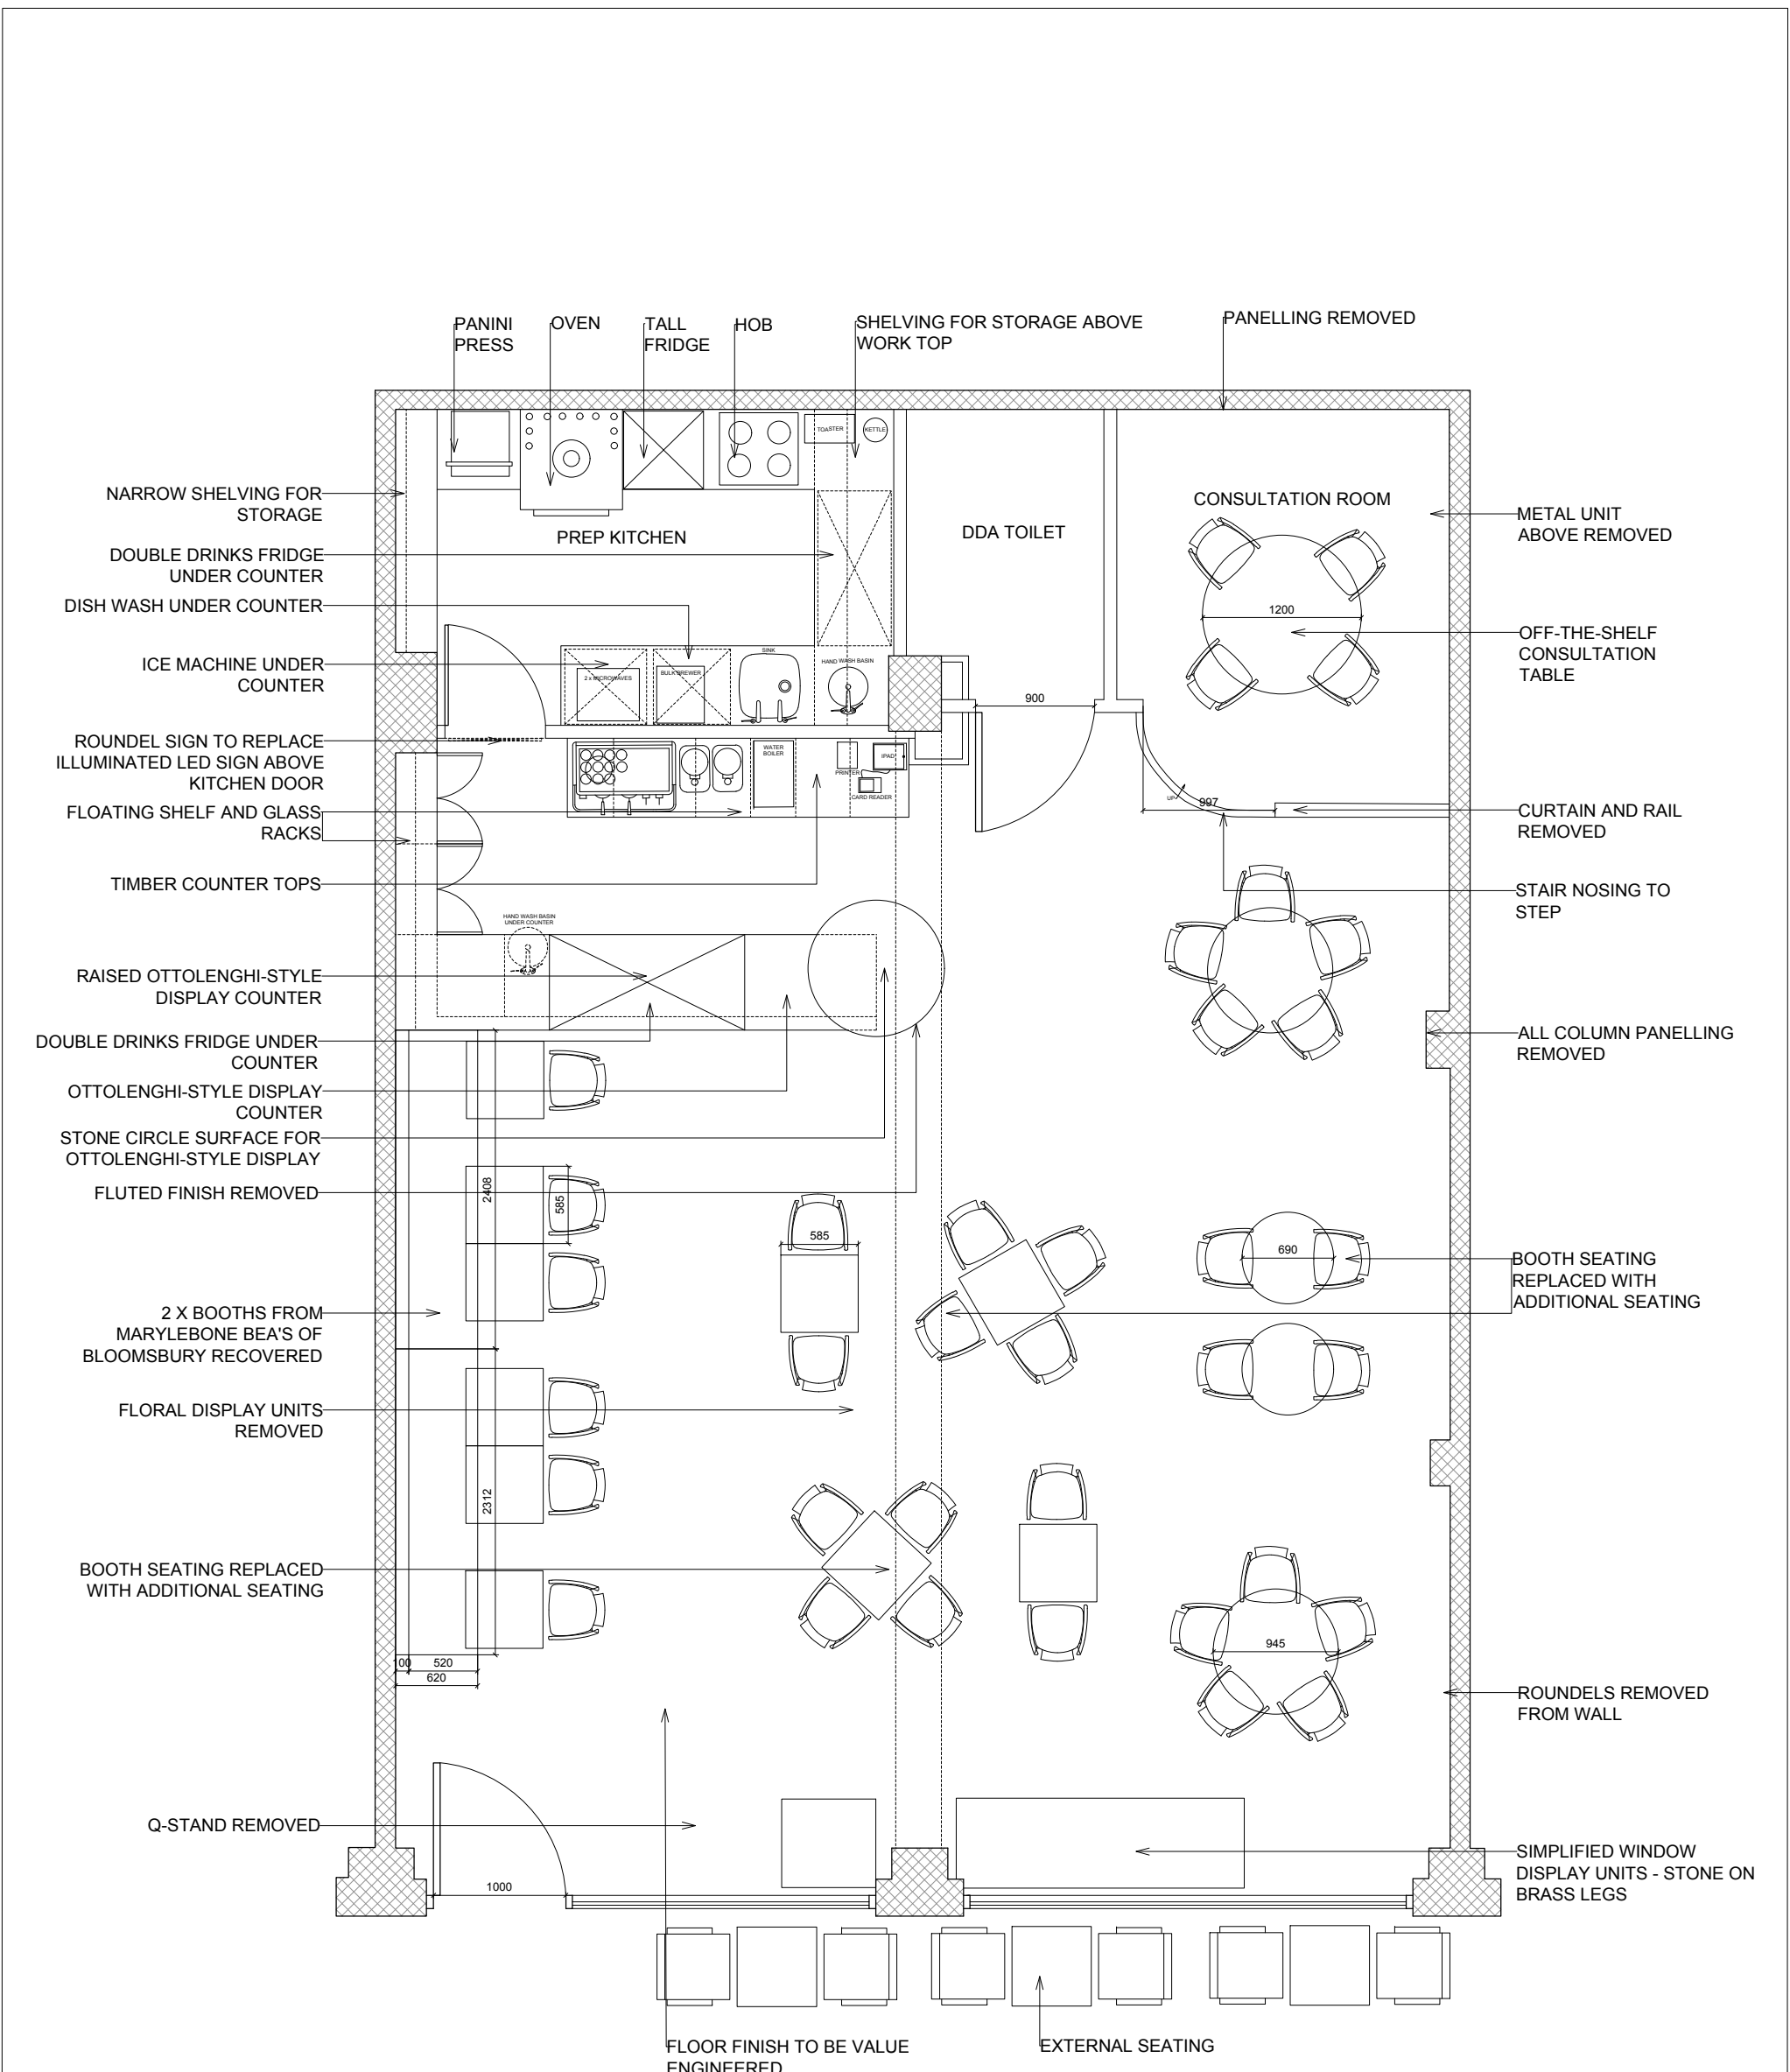 PANINI
PRESS
OVEN
TALL
FRIDGE
HOB
SHELVING FOR STORAGE ABOVE
WORK TOP
PANELLING REMOVED
TOASTER
KETTLE
NARROW SHELVING FOR
STORAGE
PREP KITCHEN
DDA TOILET
CONSULTATION ROOM
METAL UNIT
ABOVE REMOVED
DOUBLE DRINKS FRIDGE
UNDER COUNTER
DISH WASH UNDER COUNTER
1200
OFF-THE-SHELF
CONSULTATION
TABLE
ICE MACHINE UNDER
COUNTER
2 x MICROWAVES
BULK BREWER
SINK
HAND WASH BASIN
900
ROUNDEL SIGN TO REPLACE
ILLUMINATED LED SIGN ABOVE
KITCHEN DOOR
WATER
BOILER
PRINTER
IPAD
CARD READER
UP
997
FLOATING SHELF AND GLASS
RACKS
CURTAIN AND RAIL
REMOVED
TIMBER COUNTER TOPS
STAIR NOSING TO
STEP
HAND WASH BASIN
UNDER COUNTER
RAISED OTTOLENGHI-STYLE
DISPLAY COUNTER
DOUBLE DRINKS FRIDGE UNDER
COUNTER
ALL COLUMN PANELLING
REMOVED
OTTOLENGHI-STYLE DISPLAY
COUNTER
STONE CIRCLE SURFACE FOR
OTTOLENGHI-STYLE DISPLAY
FLUTED FINISH REMOVED
2408
585
585
690
BOOTH SEATING
REPLACED WITH
ADDITIONAL SEATING
2 X BOOTHS FROM
MARYLEBONE BEA'S OF
BLOOMSBURY RECOVERED
FLORAL DISPLAY UNITS
REMOVED
2312
BOOTH SEATING REPLACED
WITH ADDITIONAL SEATING
945
100
520
620
ROUNDELS REMOVED
FROM WALL
Q-STAND REMOVED
SIMPLIFIED WINDOW
DISPLAY UNITS - STONE ON
BRASS LEGS
1000
FLOOR FINISH TO BE VALUE
ENGINEERED
EXTERNAL SEATING